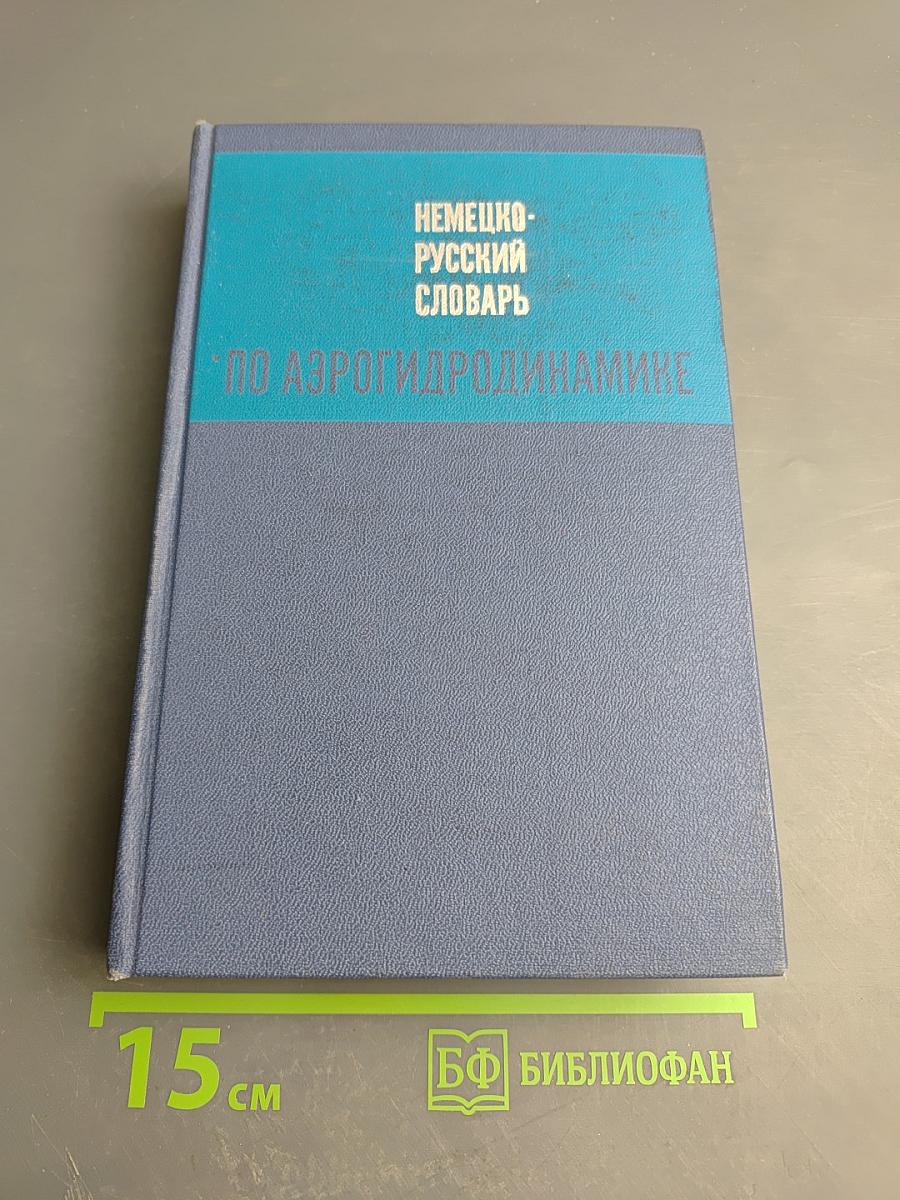 НЕМЕЦКО-
РУССКИЙ
СЛОВАРЬ
ПО АЭРОГИДРОДИНАМИКЕ
15 см
БФ БИБЛИОФАН